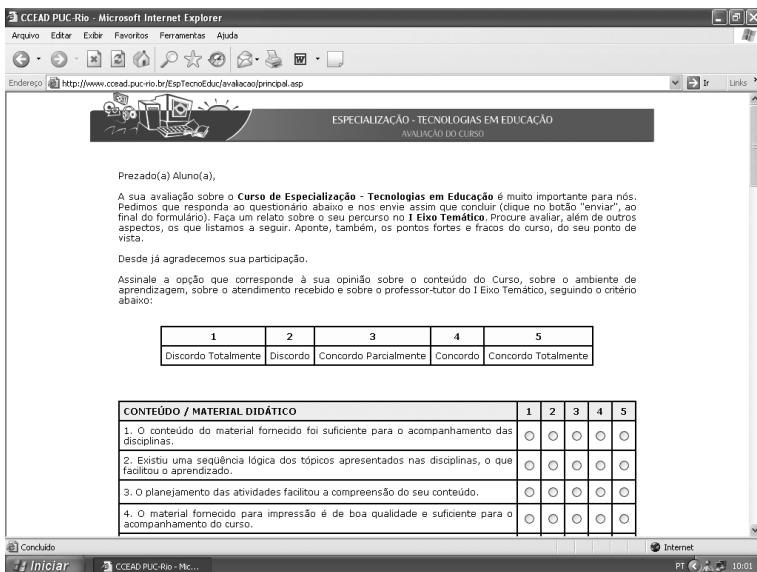 CCEAD PUC-Rio - Microsoft Internet Explorer
Arquivo Editar Exibir Favoritos Ferramentas Ajuda
Endereço http://www.ccead.puc-rio.br/EspTecnoEduc/avaliacao/principal.asp Ir Links
ESPECIALIZAÇÃO - TECNOLOGIAS EM EDUCAÇÃO
AVALIAÇÃO DO CURSO
Prezado(a) Aluno(a),
A sua avaliação sobre o Curso de Especialização - Tecnologias em Educação é muito importante para nós.
Pedimos que responda ao questionário abaixo e nos envie assim que concluir (clique no botão "enviar", ao
final do formulário). Faça um relato sobre o seu percurso no I Eixo Temático. Procure avaliar, além de outros
aspectos, os que listamos a seguir. Aponte, também, os pontos fortes e fracos do curso, do seu ponto de
vista.
Desde já agradecemos sua participação.
Assinale a opção que corresponde à sua opinião sobre o conteúdo do Curso, sobre o ambiente de
aprendizagem, sobre o atendimento recebido e sobre o professor-tutor do I Eixo Temático, seguindo o critério
abaixo:
1 2 3 4 5
Discordo Totalmente Discordo Concordo Parcialmente Concordo Concordo Totalmente
CONTEÚDO / MATERIAL DIDÁTICO 1 2 3 4 5
1. O conteúdo do material fornecido foi suficiente para o acompanhamento das
disciplinas.
2. Existiu uma seqüência lógica dos tópicos apresentados nas disciplinas, o que
facilitou o aprendizado.
3. O planejamento das atividades facilitou a compreensão do seu conteúdo.
4. O material fornecido para impressão é de boa qualidade e suficiente para o
acompanhamento do curso.
Concluído Internet
Iniciar CCEAD PUC-Rio - Mic... PT 10:01